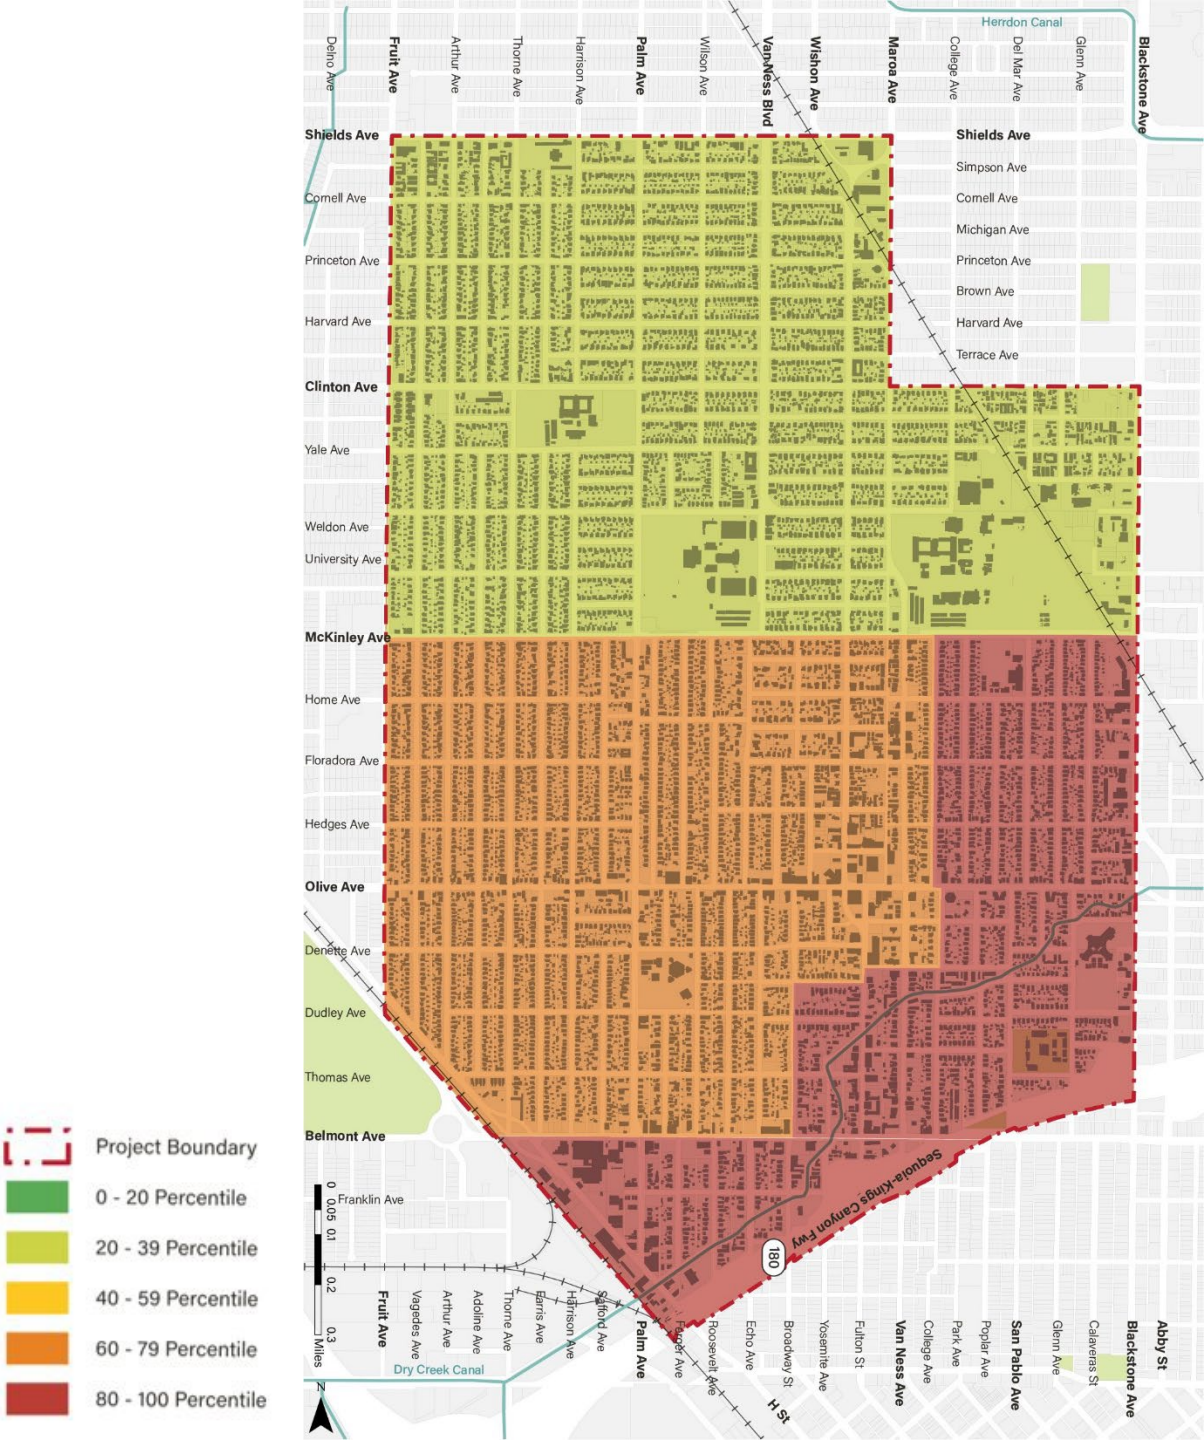 Herrdon Canal
Delno Ave
Fruit Ave
Arthur Ave
Thorne Ave
Harrison Ave
Palm Ave
Wilson Ave
Van Ness Blvd
Wishon Ave
Maroa Ave
College Ave
Del Mar Ave
Glenn Ave
Blackstone Ave
Shields Ave
Shields Ave
Simpson Ave
Cornell Ave
Cornell Ave
Michigan Ave
Princeton Ave
Princeton Ave
Brown Ave
Harvard Ave
Harvard Ave
Terrace Ave
Clinton Ave
Yale Ave
Weldon Ave
University Ave
McKinley Ave
Home Ave
Floradora Ave
Hedges Ave
Olive Ave
Dennett Ave
Dudley Ave
Thomas Ave
Belmont Ave
Franklin Ave
Sequoia-Kings Canyon Fwy
180
Project Boundary
0 - 20 Percentile
20 - 39 Percentile
40 - 59 Percentile
60 - 79 Percentile
80 - 100 Percentile
0
0.05
0.1
0.2
0.3
Miles
N
Fruit Ave
Vagedes Ave
Arthur Ave
Adoline Ave
Thorne Ave
Farris Ave
Harrison Ave
Safford Ave
Palm Ave
Ferger Ave
Roosevelt Ave
Echo Ave
Broadway St
Yosemite Ave
Fulton St
Van Ness Ave
College Ave
Park Ave
Poplar Ave
San Pablo Ave
Glenn Ave
Calaveras St
Blackstone Ave
Abby St
Dry Creek Canal
H St